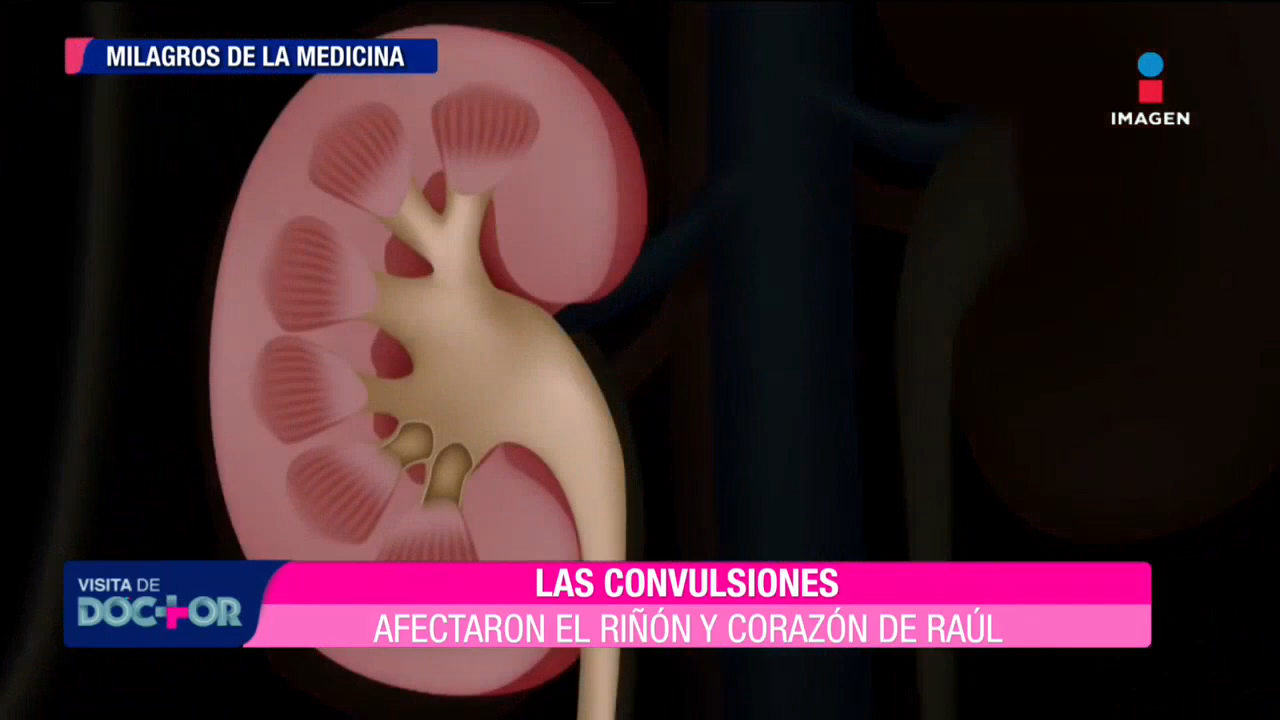 MILAGROS DE LA MEDICINA
IMAGEN
VISITA DE
DOCTOR
LAS CONVULSIONES
AFECTARON EL RIÑÓN Y CORAZÓN DE RAÚL